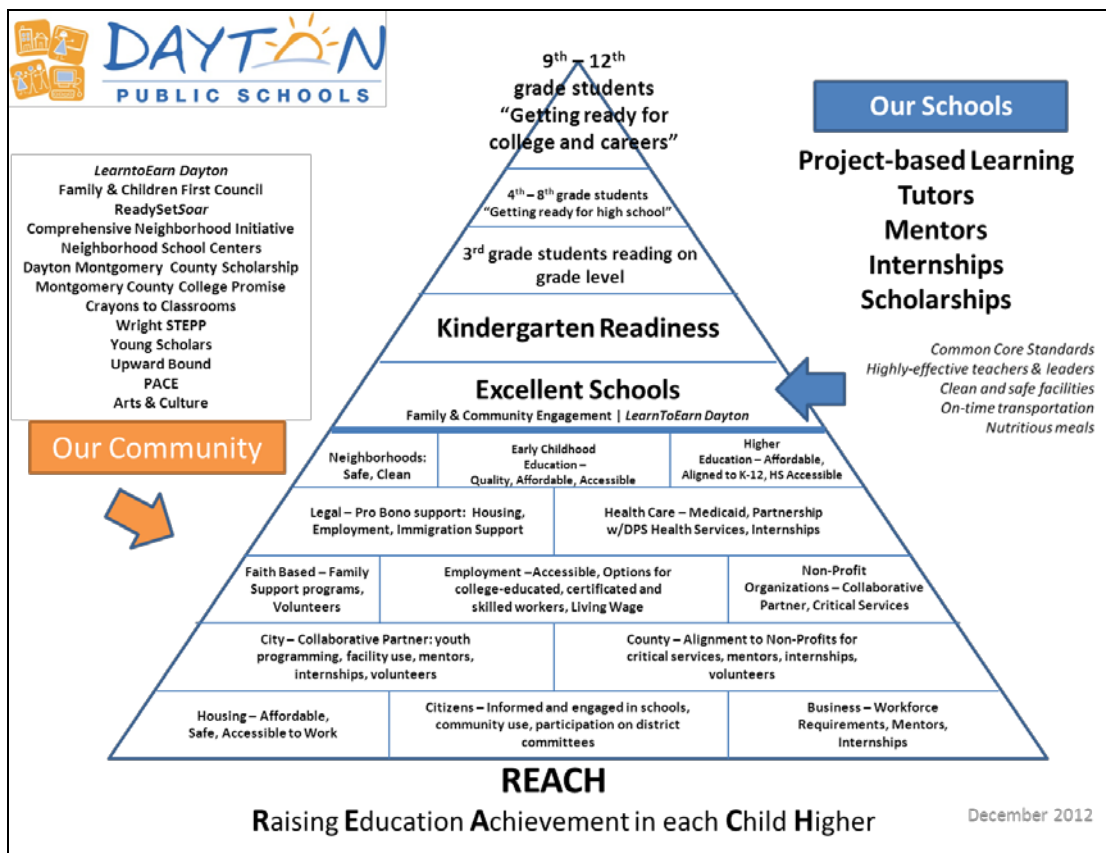 DAYTON
PUBLIC SCHOOLS
9th – 12th
grade students
“Getting ready for
college and careers”
4th – 8th grade students
“Getting ready for high school”
3rd grade students reading on
grade level
Kindergarten Readiness
Excellent Schools
Family & Community Engagement | LearnToEarn Dayton
Our Schools
Project-based Learning
Tutors
Mentors
Internships
Scholarships
Common Core Standards
Highly-effective teachers & leaders
Clean and safe facilities
On-time transportation
Nutritious meals
LearntoEarn Dayton
Family & Children First Council
ReadySetSoar
Comprehensive Neighborhood Initiative
Neighborhood School Centers
Dayton Montgomery County Scholarship
Montgomery County College Promise
Crayons to Classrooms
Wright STEPP
Young Scholars
Upward Bound
PACE
Arts & Culture
Our Community
Neighborhoods:
Safe, Clean
Early Childhood
Education –
Quality, Affordable, Accessible
Higher
Education – Affordable,
Aligned to K-12, HS Accessible
Legal – Pro Bono support: Housing,
Employment, Immigration Support
Health Care – Medicaid, Partnership
w/DPS Health Services, Internships
Faith Based – Family
Support programs,
Volunteers
Employment –Accessible, Options for
college-educated, certificated and
skilled workers, Living Wage
Non-Profit
Organizations – Collaborative
Partner, Critical Services
City – Collaborative Partner: youth
programming, facility use, mentors,
internships, volunteers
County – Alignment to Non-Profits for
critical services, mentors, internships,
volunteers
Housing – Affordable,
Safe, Accessible to Work
Citizens – Informed and engaged in schools,
community use, participation on district
committees
Business – Workforce
Requirements, Mentors,
Internships
REACH
Raising Education Achievement in each Child Higher
December 2012